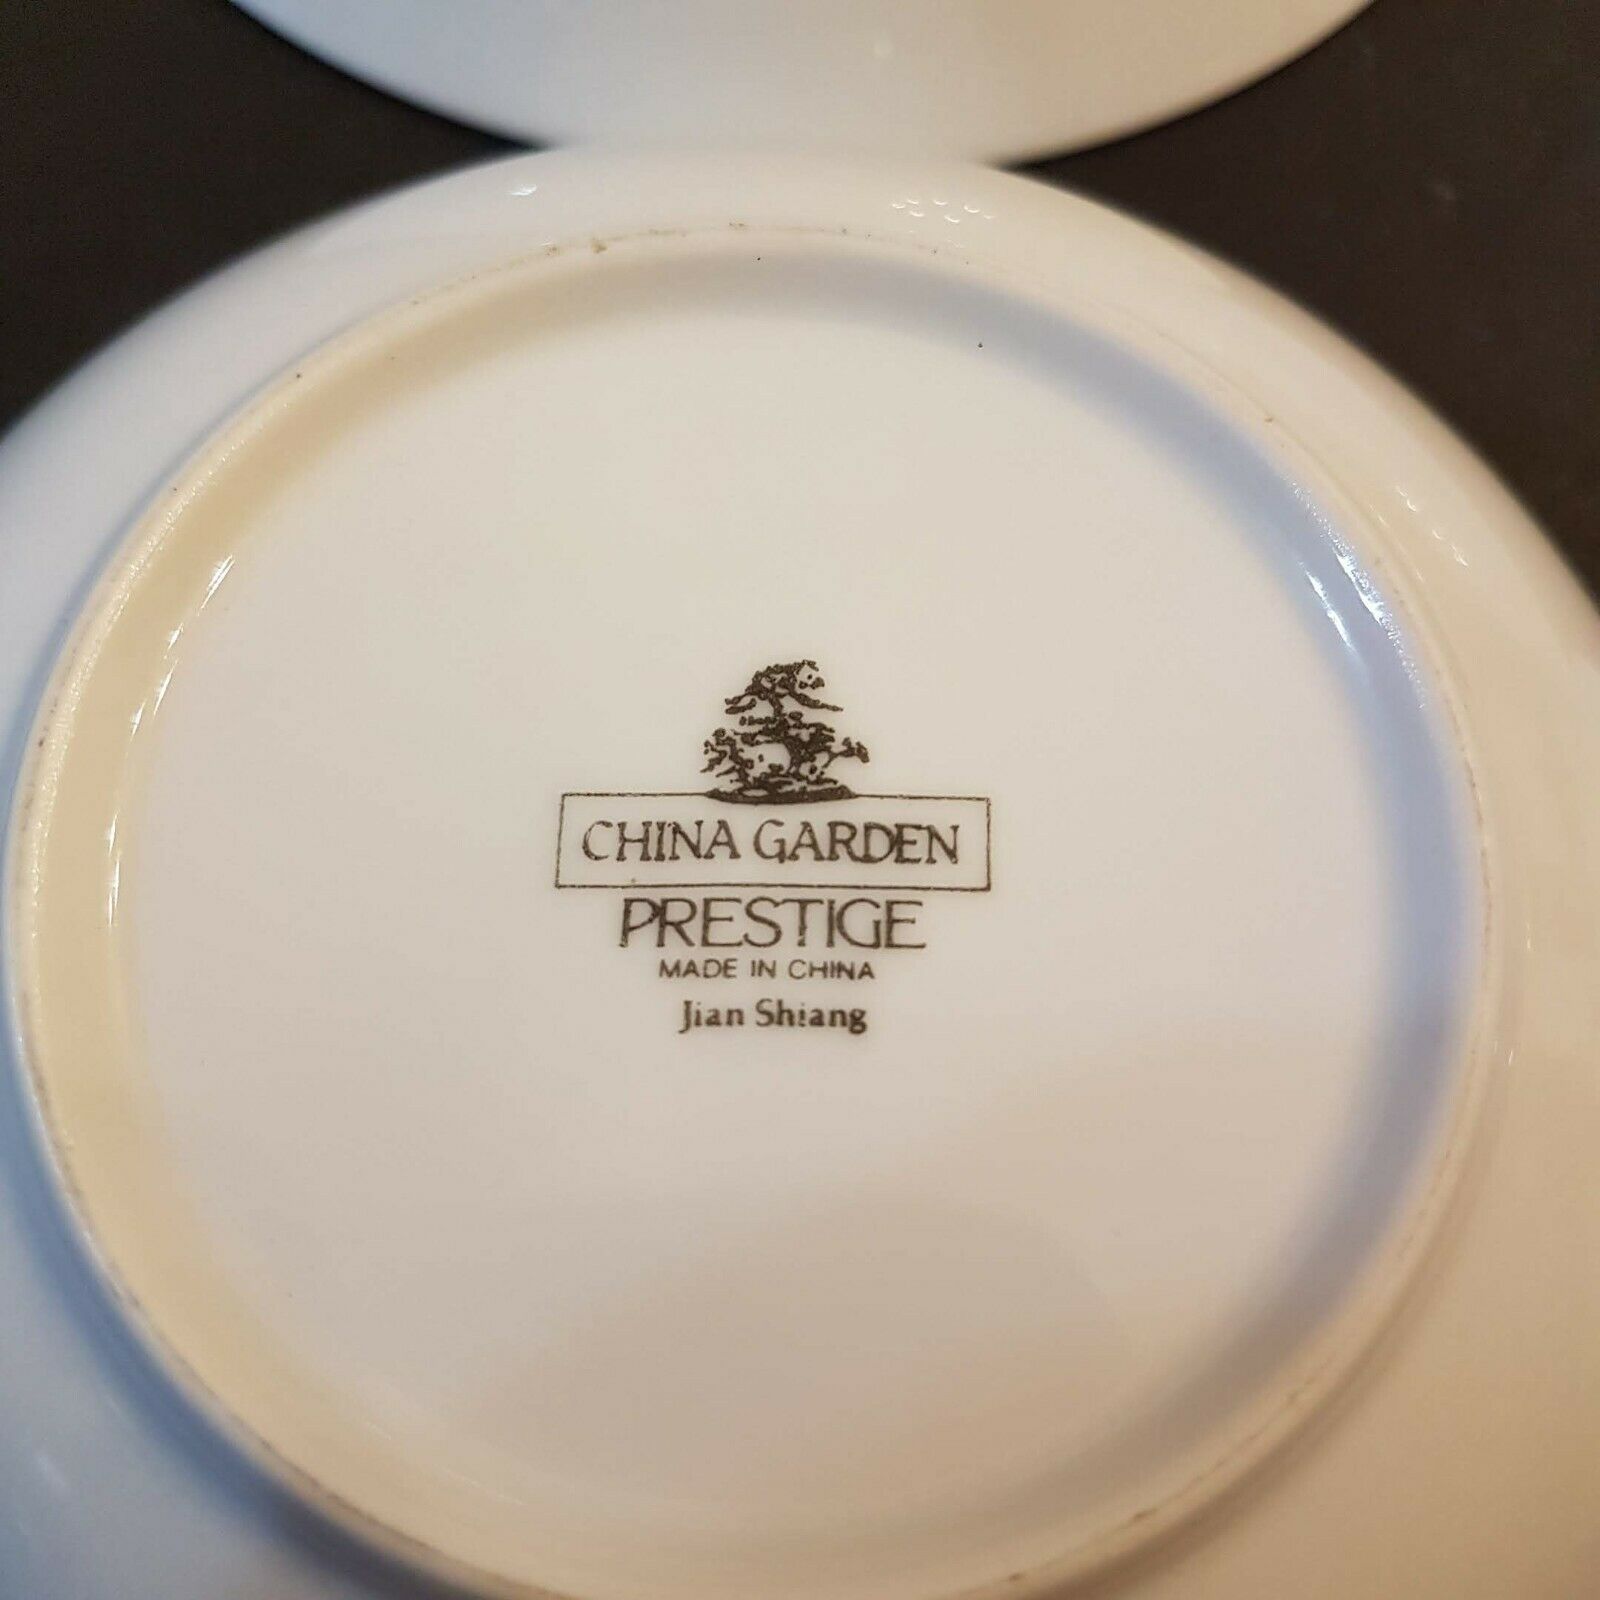 CHINA GARDEN
PRESTIGE
MADE IN CHINA
Jian Shiang